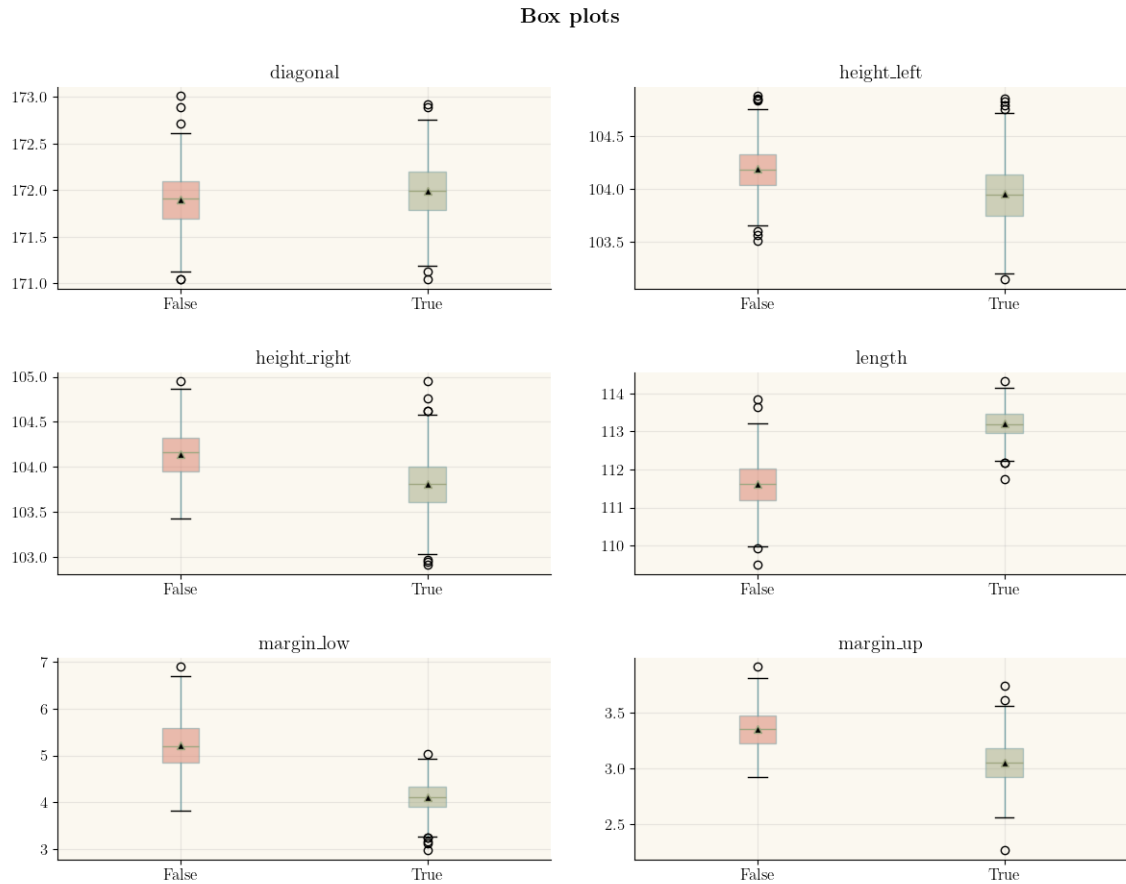 Box plots
diagonal
173.0
172.5
172.0
171.5
171.0
False True
height_left
104.5
104.0
103.5
False True
height_right
105.0
104.5
104.0
103.5
103.0
False True
length
114
113
112
111
110
False True
margin_low
7
6
5
4
3
False True
margin_up
3.5
3.0
2.5
False True